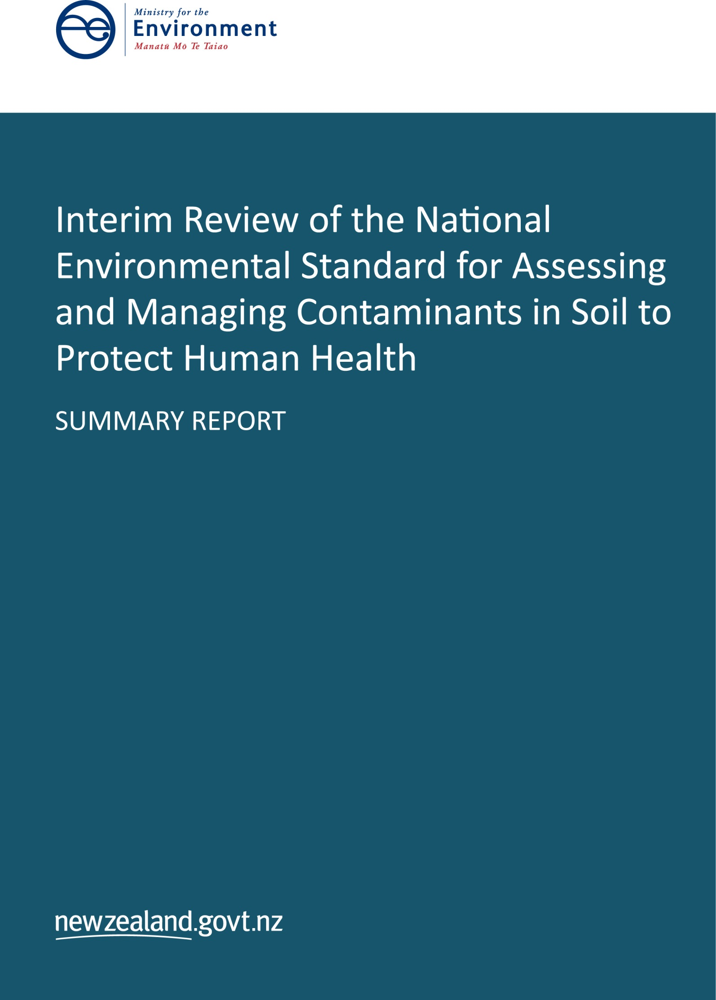 Ministry for the
Environment
Manatū Mō Te Taiao
Interim Review of the National
Environmental Standard for Assessing
and Managing Contaminants in Soil to
Protect Human Health
SUMMARY REPORT
newzealand.govt.nz